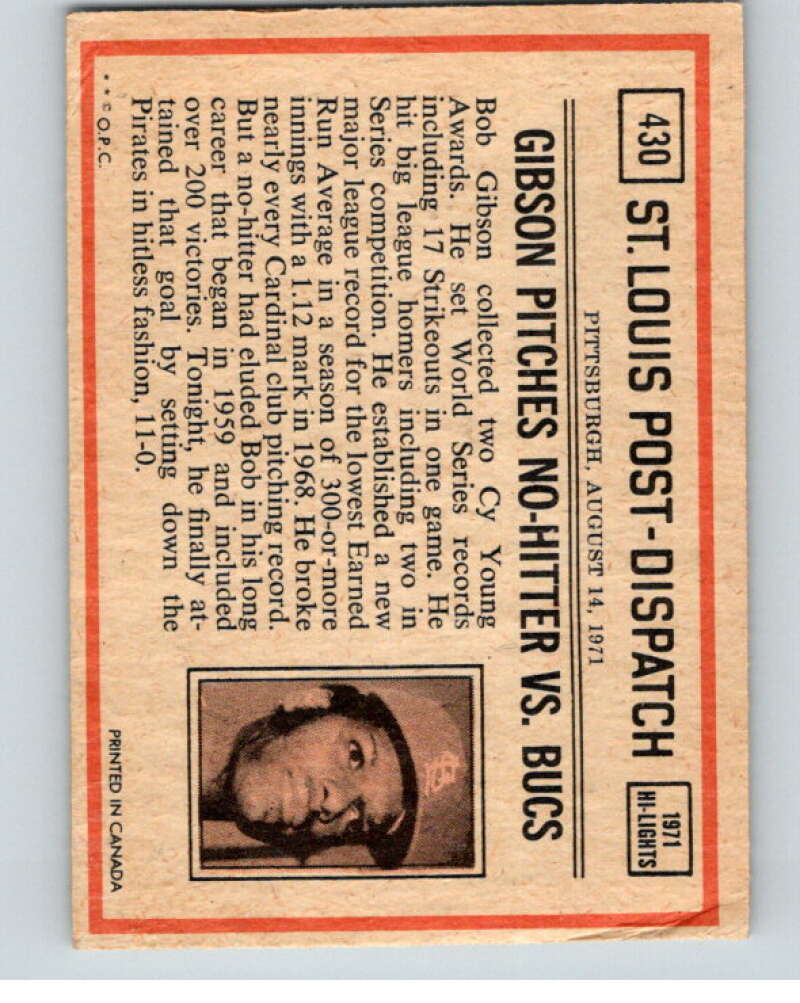 430
ST. LOUIS POST-DISPATCH
1971
HI-LIGHTS
PITTSBURGH, AUGUST 14, 1971
GIBSON PITCHES NO-HITTER VS. BUCS
Bob Gibson collected two Cy Young
Awards. He set World Series records
including 17 Strikeouts in one game. He
hit big league homers including two in
Series competition. He established a new
major league record for the lowest Earned
Run Average in a season of 300-or-more
innings with a 1.12 mark in 1968. He broke
nearly every Cardinal club pitching record.
But a no-hitter had eluded Bob in his long
career that began in 1959 and included
over 200 victories. Tonight, he finally at-
tained that goal by setting down the
Pirates in hitless fashion, 11-0.
* * © O.P.C.
PRINTED IN CANADA